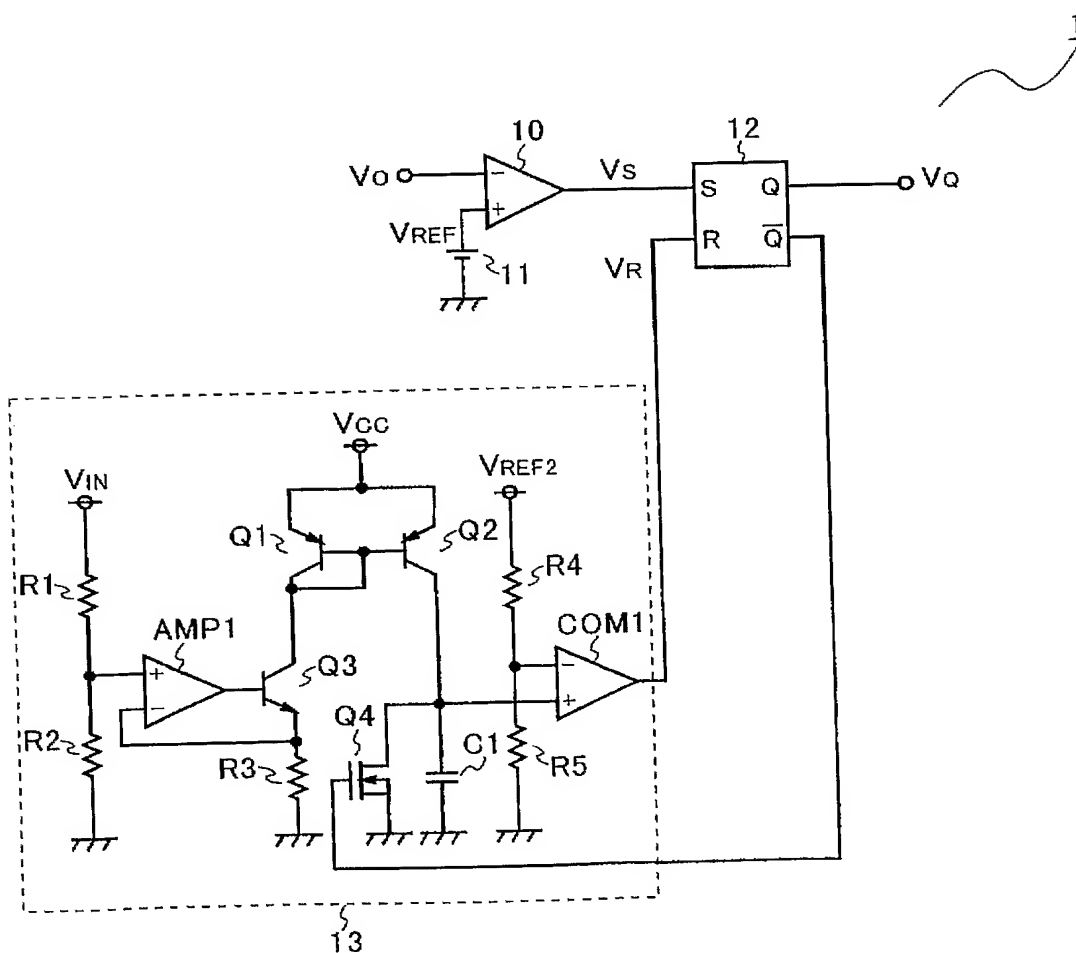 1
10
12
Vo
−
+
VS
S
Q
VQ
VREF
11
R
Q̅
VR
VCC
VIN
VREF2
Q1
Q2
R1
R4
AMP1
COM1
Q3
+
−
−
+
R2
Q4
C1
R5
R3
13